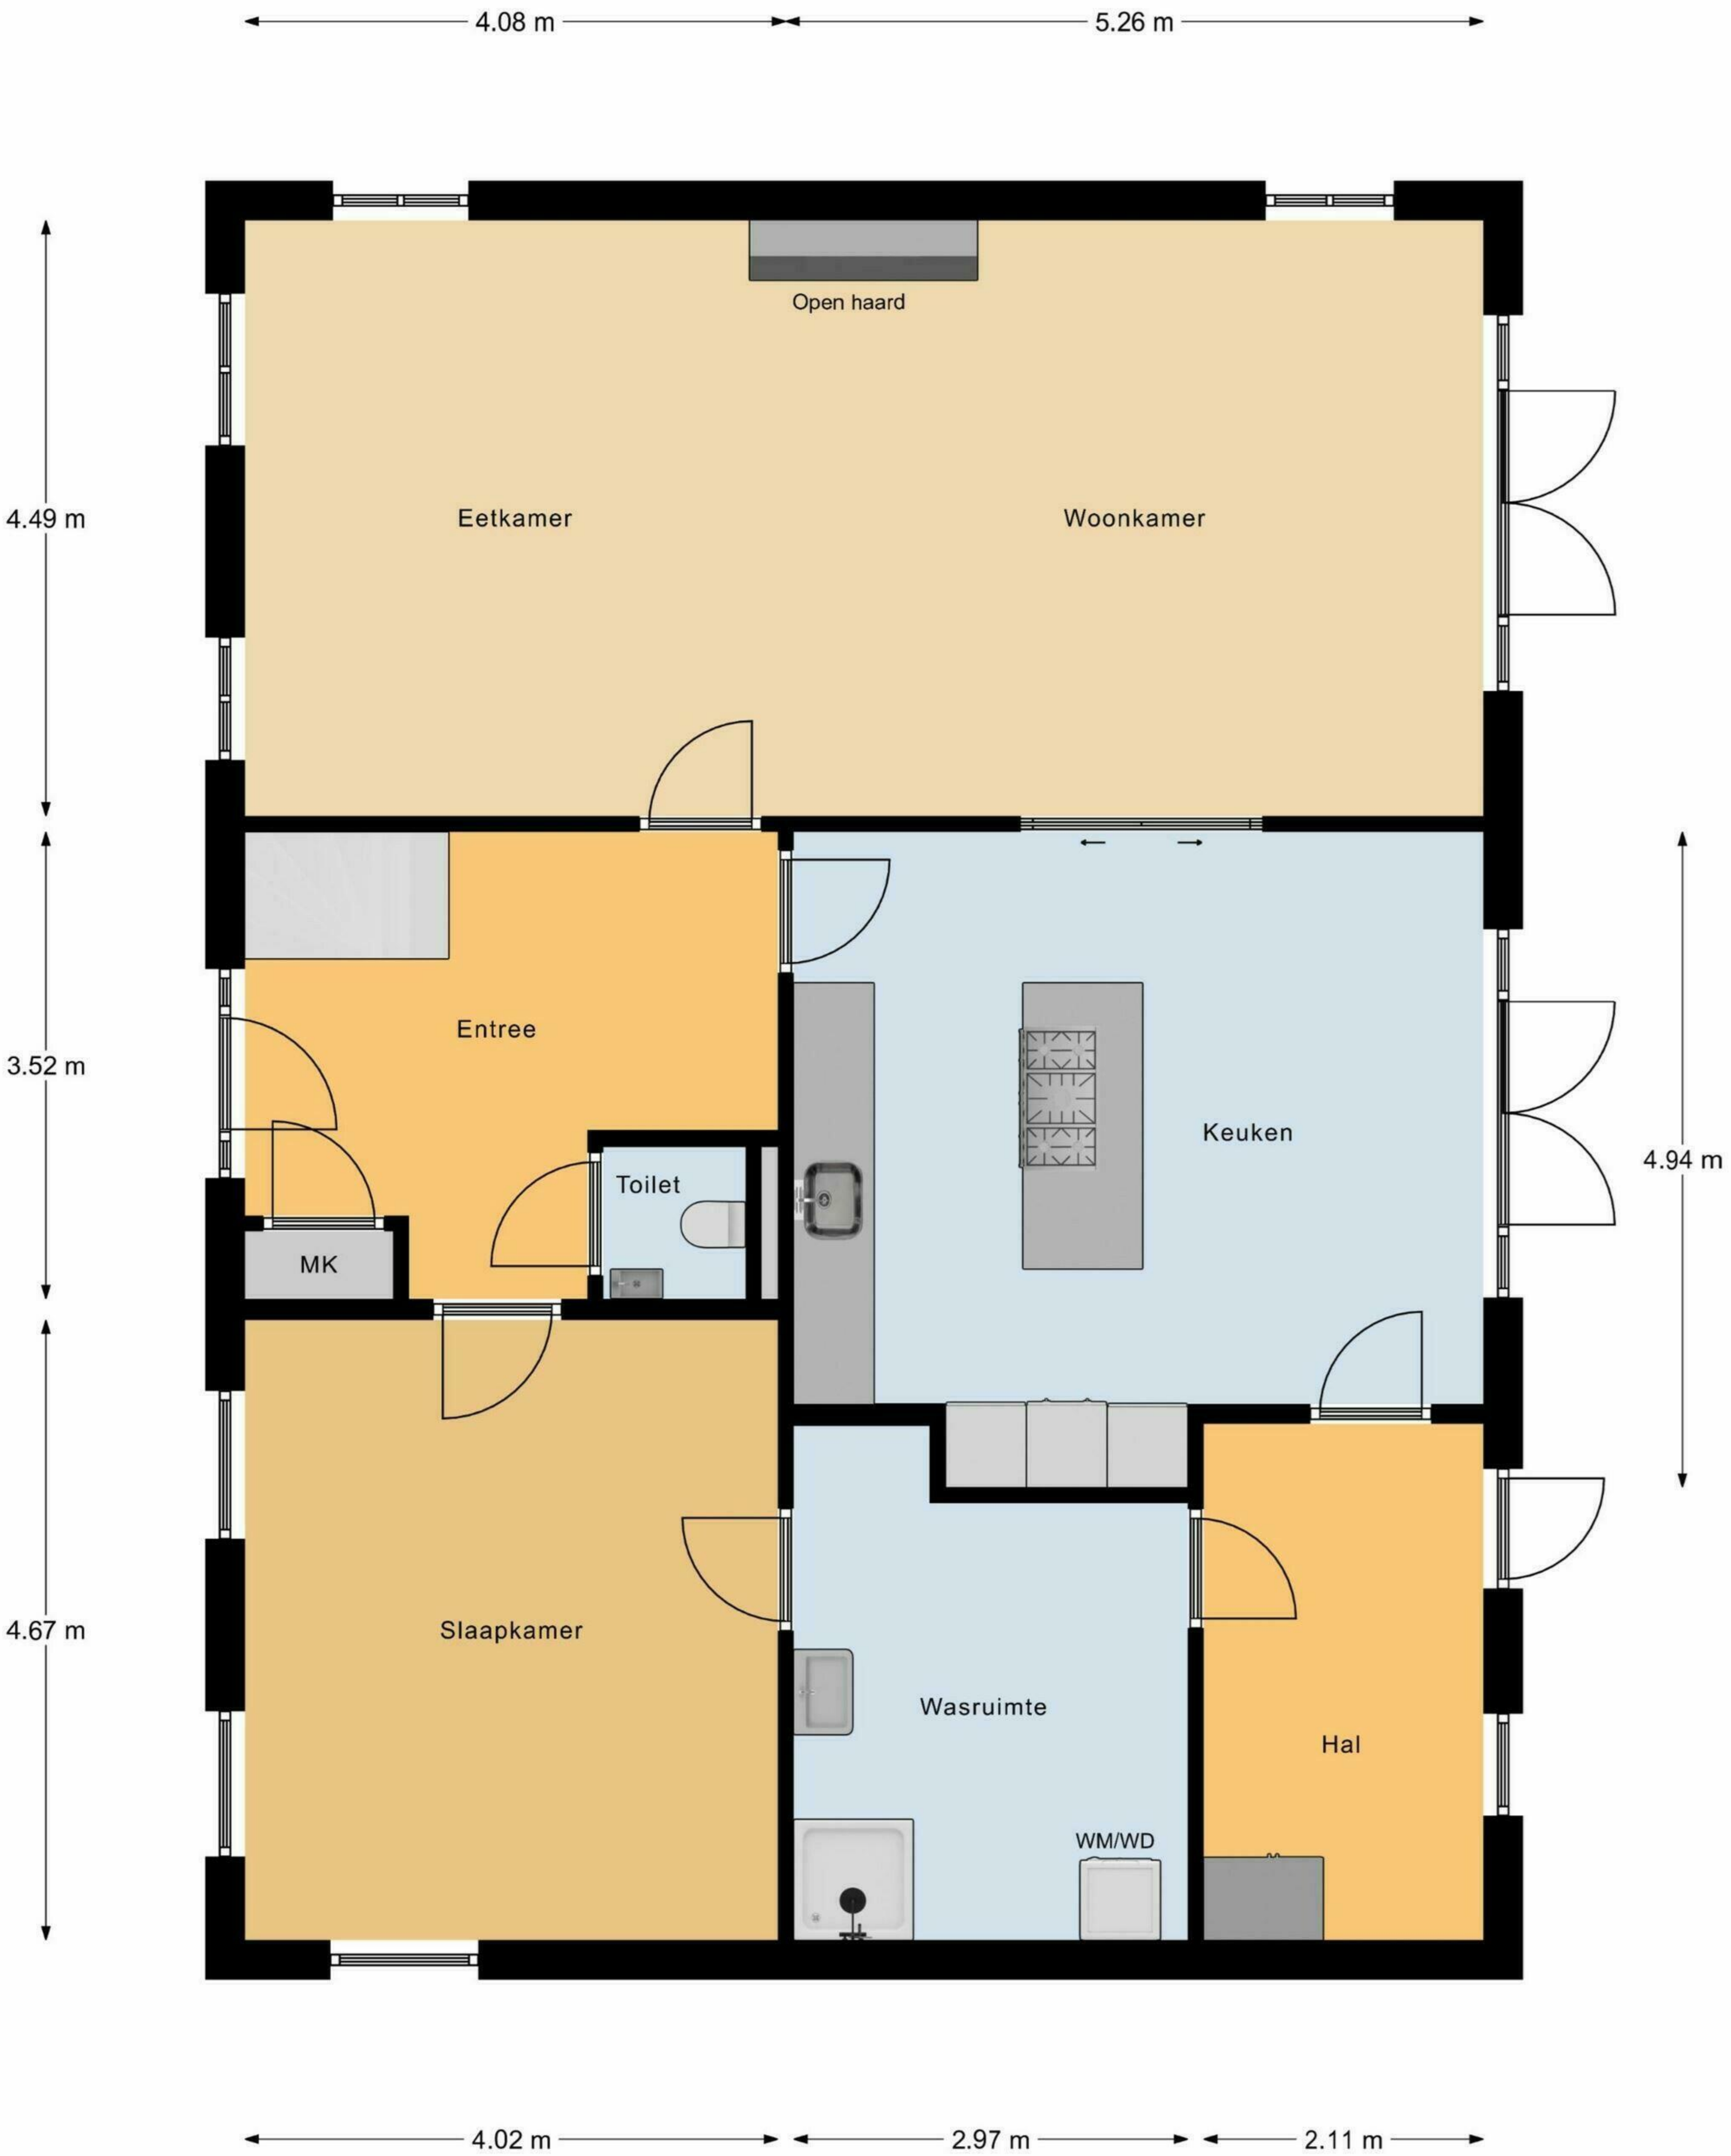 4.08 m
5.26 m
Open haard
4.49 m
Eetkamer
Woonkamer
Entree
3.52 m
Keuken
4.94 m
Toilet
MK
4.67 m
Slaapkamer
Wasruimte
Hal
WM/WD
4.02 m
2.97 m
2.11 m